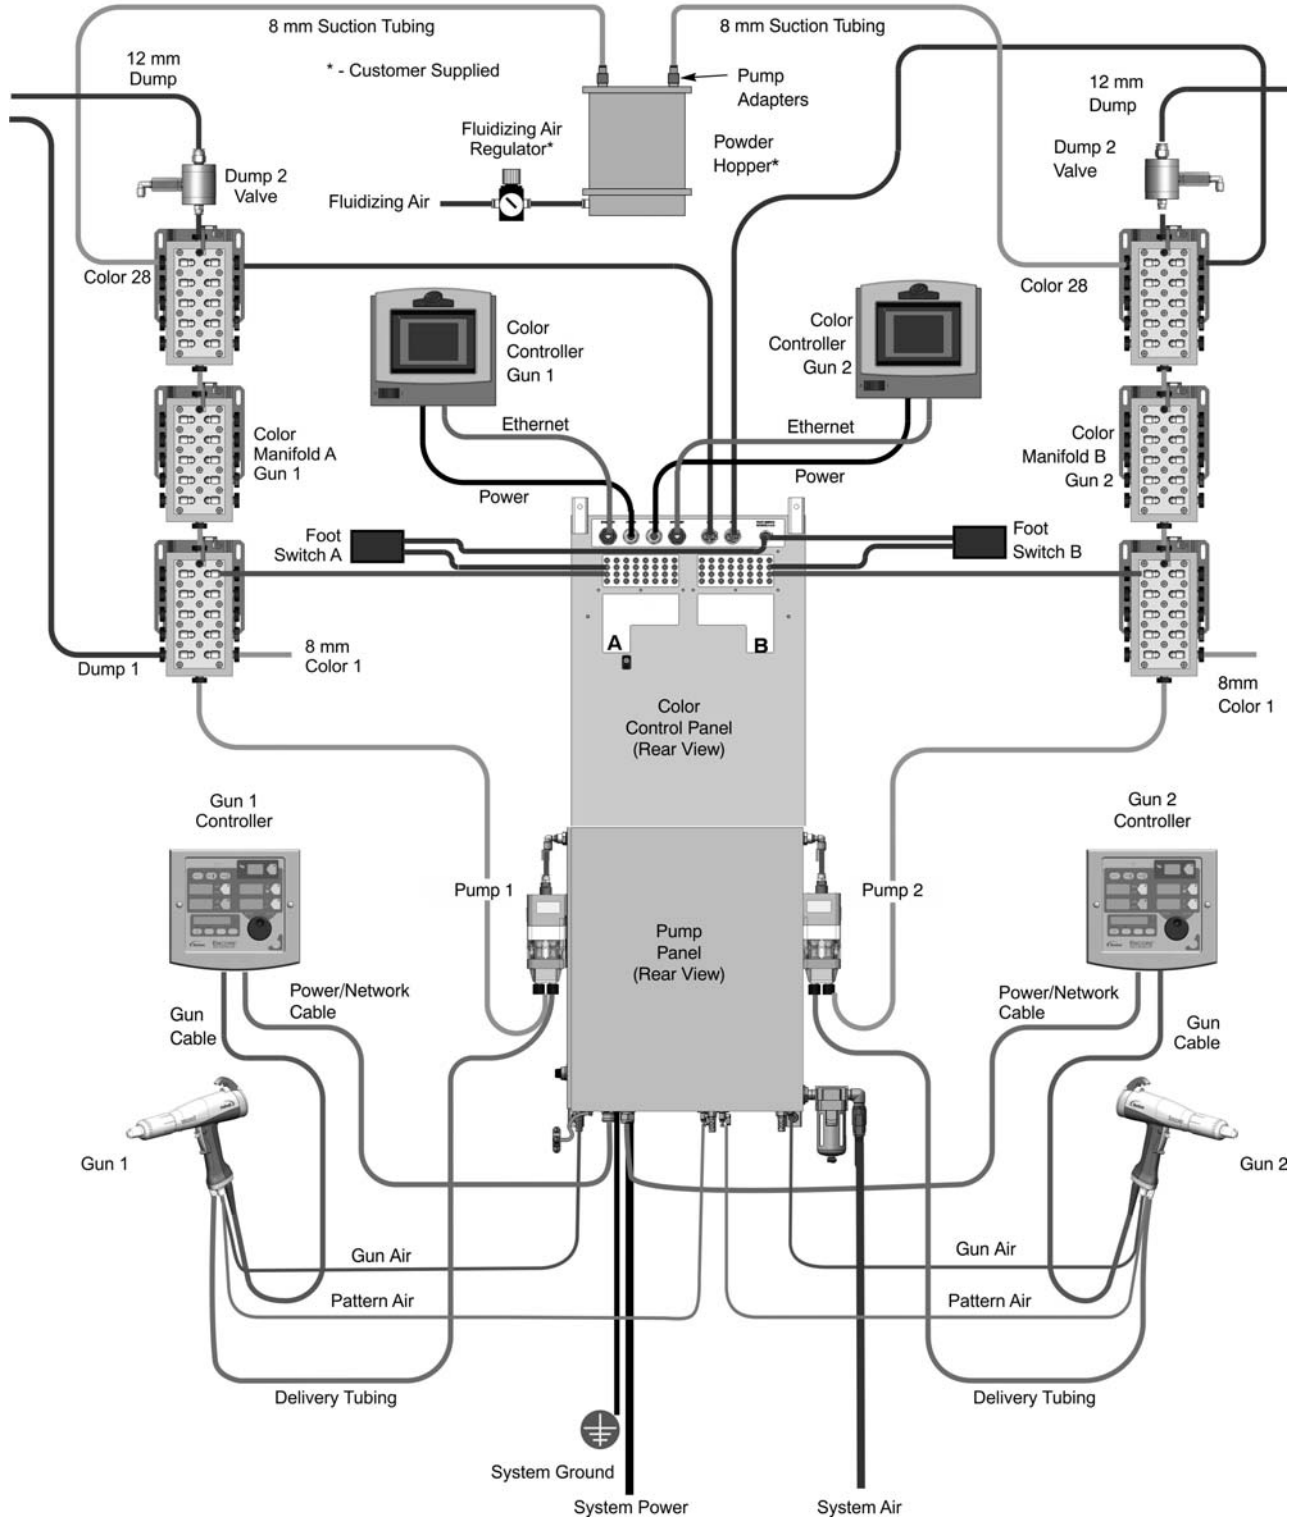 8 mm Suction Tubing
8 mm Suction Tubing
12 mm
Dump
* - Customer Supplied
Pump
Adapters
12 mm
Dump
Fluidizing Air
Regulator*
Powder
Hopper*
Dump 2
Valve
Dump 2
Valve
Fluidizing Air
Color 28
Color 28
Color
Controller
Gun 1
Color
Controller
Gun 2
Ethernet
Ethernet
Color
Manifold A
Gun 1
Color
Manifold B
Gun 2
Power
Power
Foot
Switch A
Foot
Switch B
A
B
Dump 1
8 mm
Color 1
8mm
Color 1
Color
Control Panel
(Rear View)
Gun 1
Controller
Gun 2
Controller
Pump 1
Pump 2
Pump
Panel
(Rear View)
Power/Network
Cable
Power/Network
Cable
Gun
Cable
Gun
Cable
Gun 1
Gun 2
Gun Air
Gun Air
Pattern Air
Pattern Air
Delivery Tubing
Delivery Tubing
System Ground
System Power
System Air